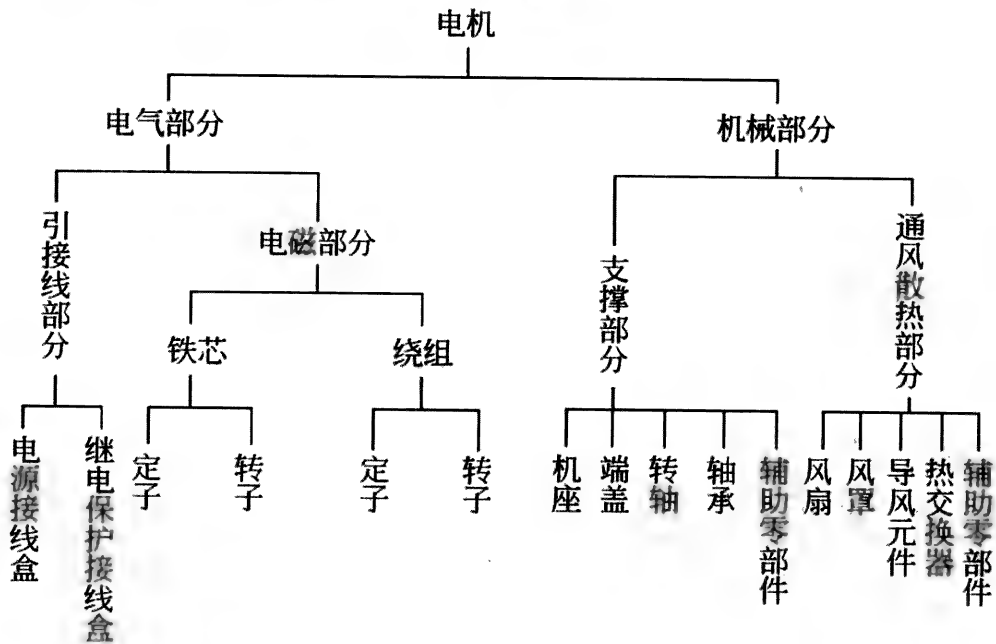 电机
电气部分
机械部分
引接线部分
电磁部分
支撑部分
通风散热部分
铁芯
绕组
电源接线盒
继电保护接线盒
定子
转子
定子
转子
机座
端盖
转轴
轴承
辅助零部件
风扇
风罩
导风元件
热交换器
辅助零部件